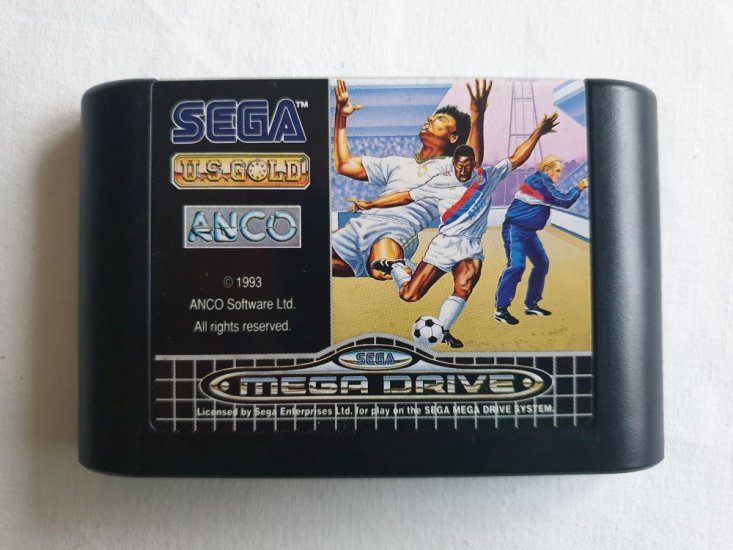 SEGA™
U.S. GOLD
ANCO
© 1993
ANCO Software Ltd.
All rights reserved.
SEGA
MEGA DRIVE
Licensed by Sega Enterprises Ltd. for play on the SEGA MEGA DRIVE SYSTEM.